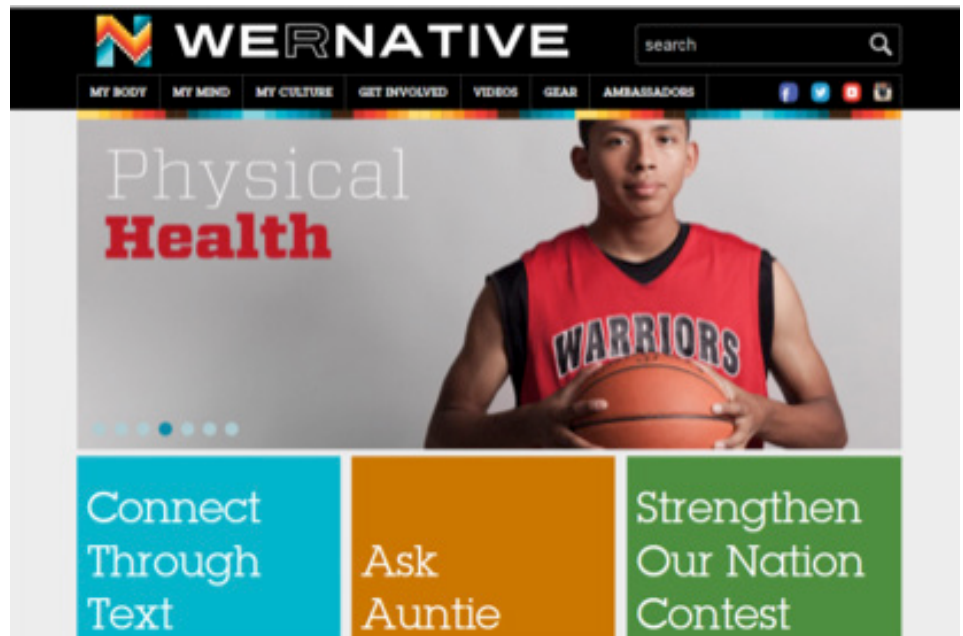 WERNATIVE
search
MY BODY MY MIND MY CULTURE GET INVOLVED VIDEOS GEAR AMBASSADORS
Physical
Health
WARRIORS
Connect
Through
Text
Ask
Auntie
Strengthen
Our Nation
Contest